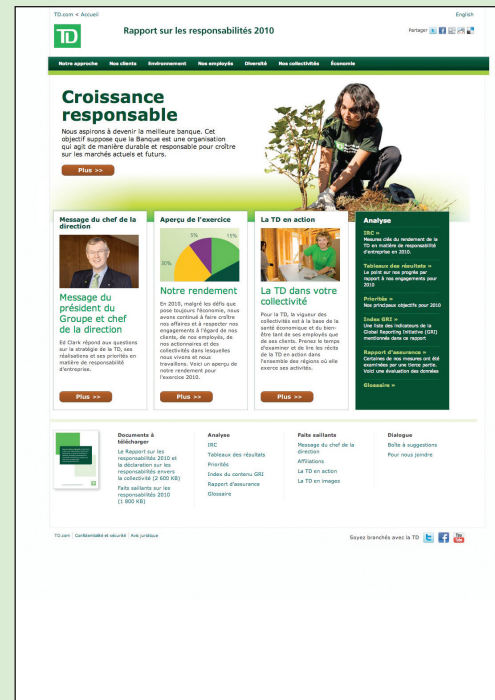 TD.com < Accueil
English
TD
Rapport sur les responsabilités 2010
Partager
Notre approche
Nos clients
Environnement
Nos employés
Diversité
Nos collectivités
Économie
Croissance
responsable
Nous aspirons à devenir la meilleure banque. Cet
objectif suppose que la Banque est une organisation
qui agit de manière durable et responsable pour croître
sur les marchés actuels et futurs.
Plus >>
Message du chef de la
direction
Message du
président du
Groupe et chef
de la direction
Ed Clark répond aux questions
sur la stratégie de la TD, ses
réalisations et ses priorités en
matière de responsabilité
d'entreprise.
Plus >>
Aperçu de l'exercice
5%
15%
80%
Notre rendement
En 2010, malgré les défis que
pose toujours l'économie, nous
avons continué à faire croître
nos affaires et à respecter nos
engagements à l'égard de nos
clients, de nos employés, de
nos actionnaires et des
collectivités dans lesquelles
nous vivons et nous
travaillons. Voici un aperçu de
notre rendement pour
l'exercice 2010.
Plus >>
La TD en action
La TD dans votre
collectivité
Pour la TD, la vigueur des
collectivités est à la base de la
santé économique et du bien-
être tant de ses employés que
de ses clients. Prenez le temps
d'examiner et de lire les récits
de la TD en action dans
l'ensemble des régions où elle
exerce ses activités.
Plus >>
Analyse
IRC »
Mesures clés du rendement de la
TD en matière de responsabilité
d'entreprise en 2010.
Tableaux des résultats »
Le point sur nos progrès par
rapport à nos engagements pour
2010
Priorités »
Nos principaux objectifs pour 2010
Index GRI »
Une liste des indicateurs de la
Global Reporting Initiative (GRI)
mentionnés dans ce rapport
Rapport d'assurance »
Certaines de nos mesures ont été
examinées par une tierce partie.
Voici une évaluation des données
Glossaire »
Documents à
télécharger
Le Rapport sur les
responsabilités 2010 et
la déclaration sur les
responsabilités envers
la collectivité (2 600 KB)
Faits saillants sur les
responsabilités 2010
(1 800 KB)
Analyse
IRC
Tableaux des résultats
Priorités
Index du contenu GRI
Rapport d'assurance
Glossaire
Faits saillants
Message du chef de la
direction
Affiliations
La TD en action
La TD en images
Dialogue
Boîte à suggestions
Pour nous joindre
TD.com | Confidentialité et sécurité | Avis juridique
Soyez branchés avec la TD